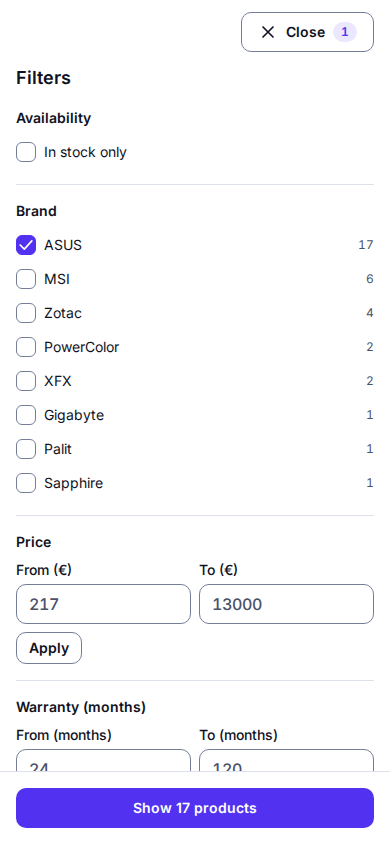 Close 1
Filters
Availability
In stock only
Brand
ASUS 17
MSI 6
Zotac 4
PowerColor 2
XFX 2
Gigabyte 1
Palit 1
Sapphire 1
Price
From (€) To (€)
217 13000
Apply
Warranty (months)
From (months) To (months)
24 120
Show 17 products